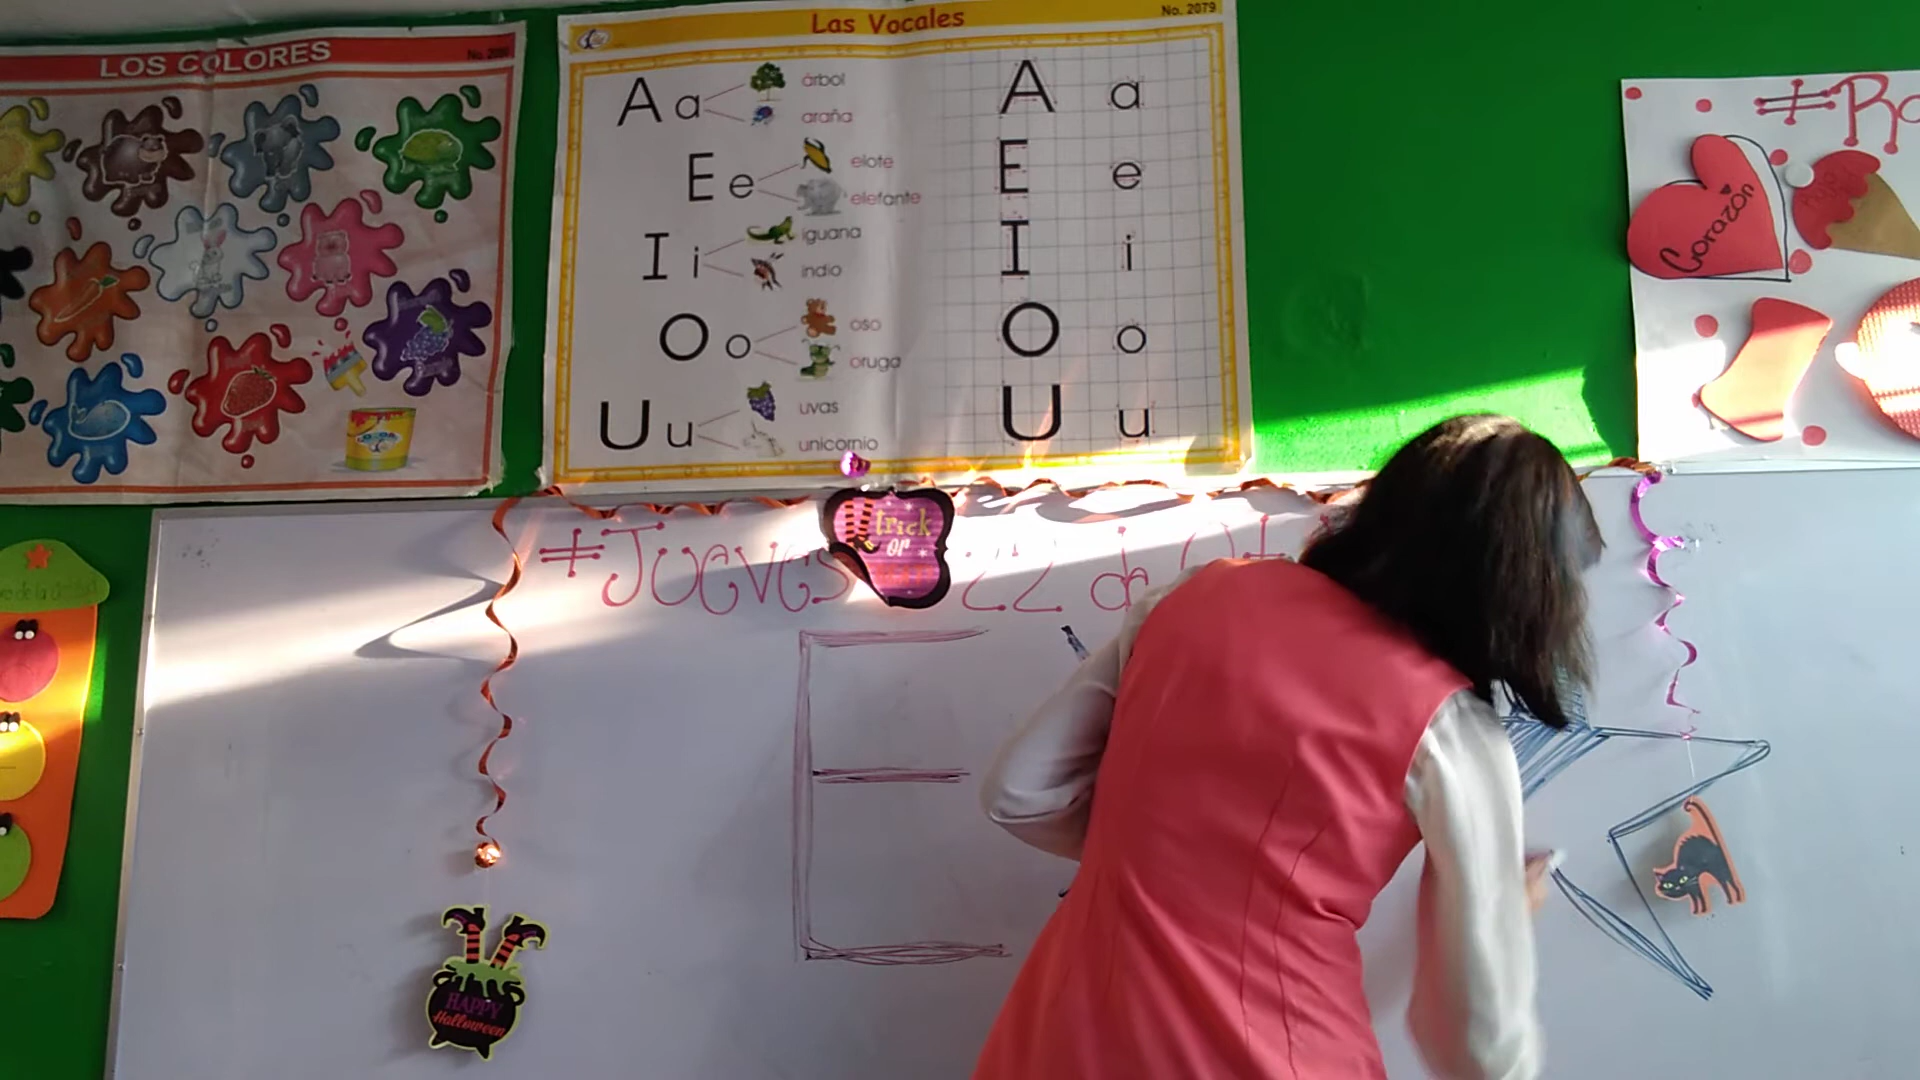 LOS COLORES
Las Vocales
No. 2079
A a
árbol
araña
E e
elote
elefante
I i
iguana
indio
O o
oso
oruga
U u
uvas
unicornio
A a
E e
I i
O o
U u
Corazón
≠Jueves 22 de
trick
or
E
HAPPY
Halloween